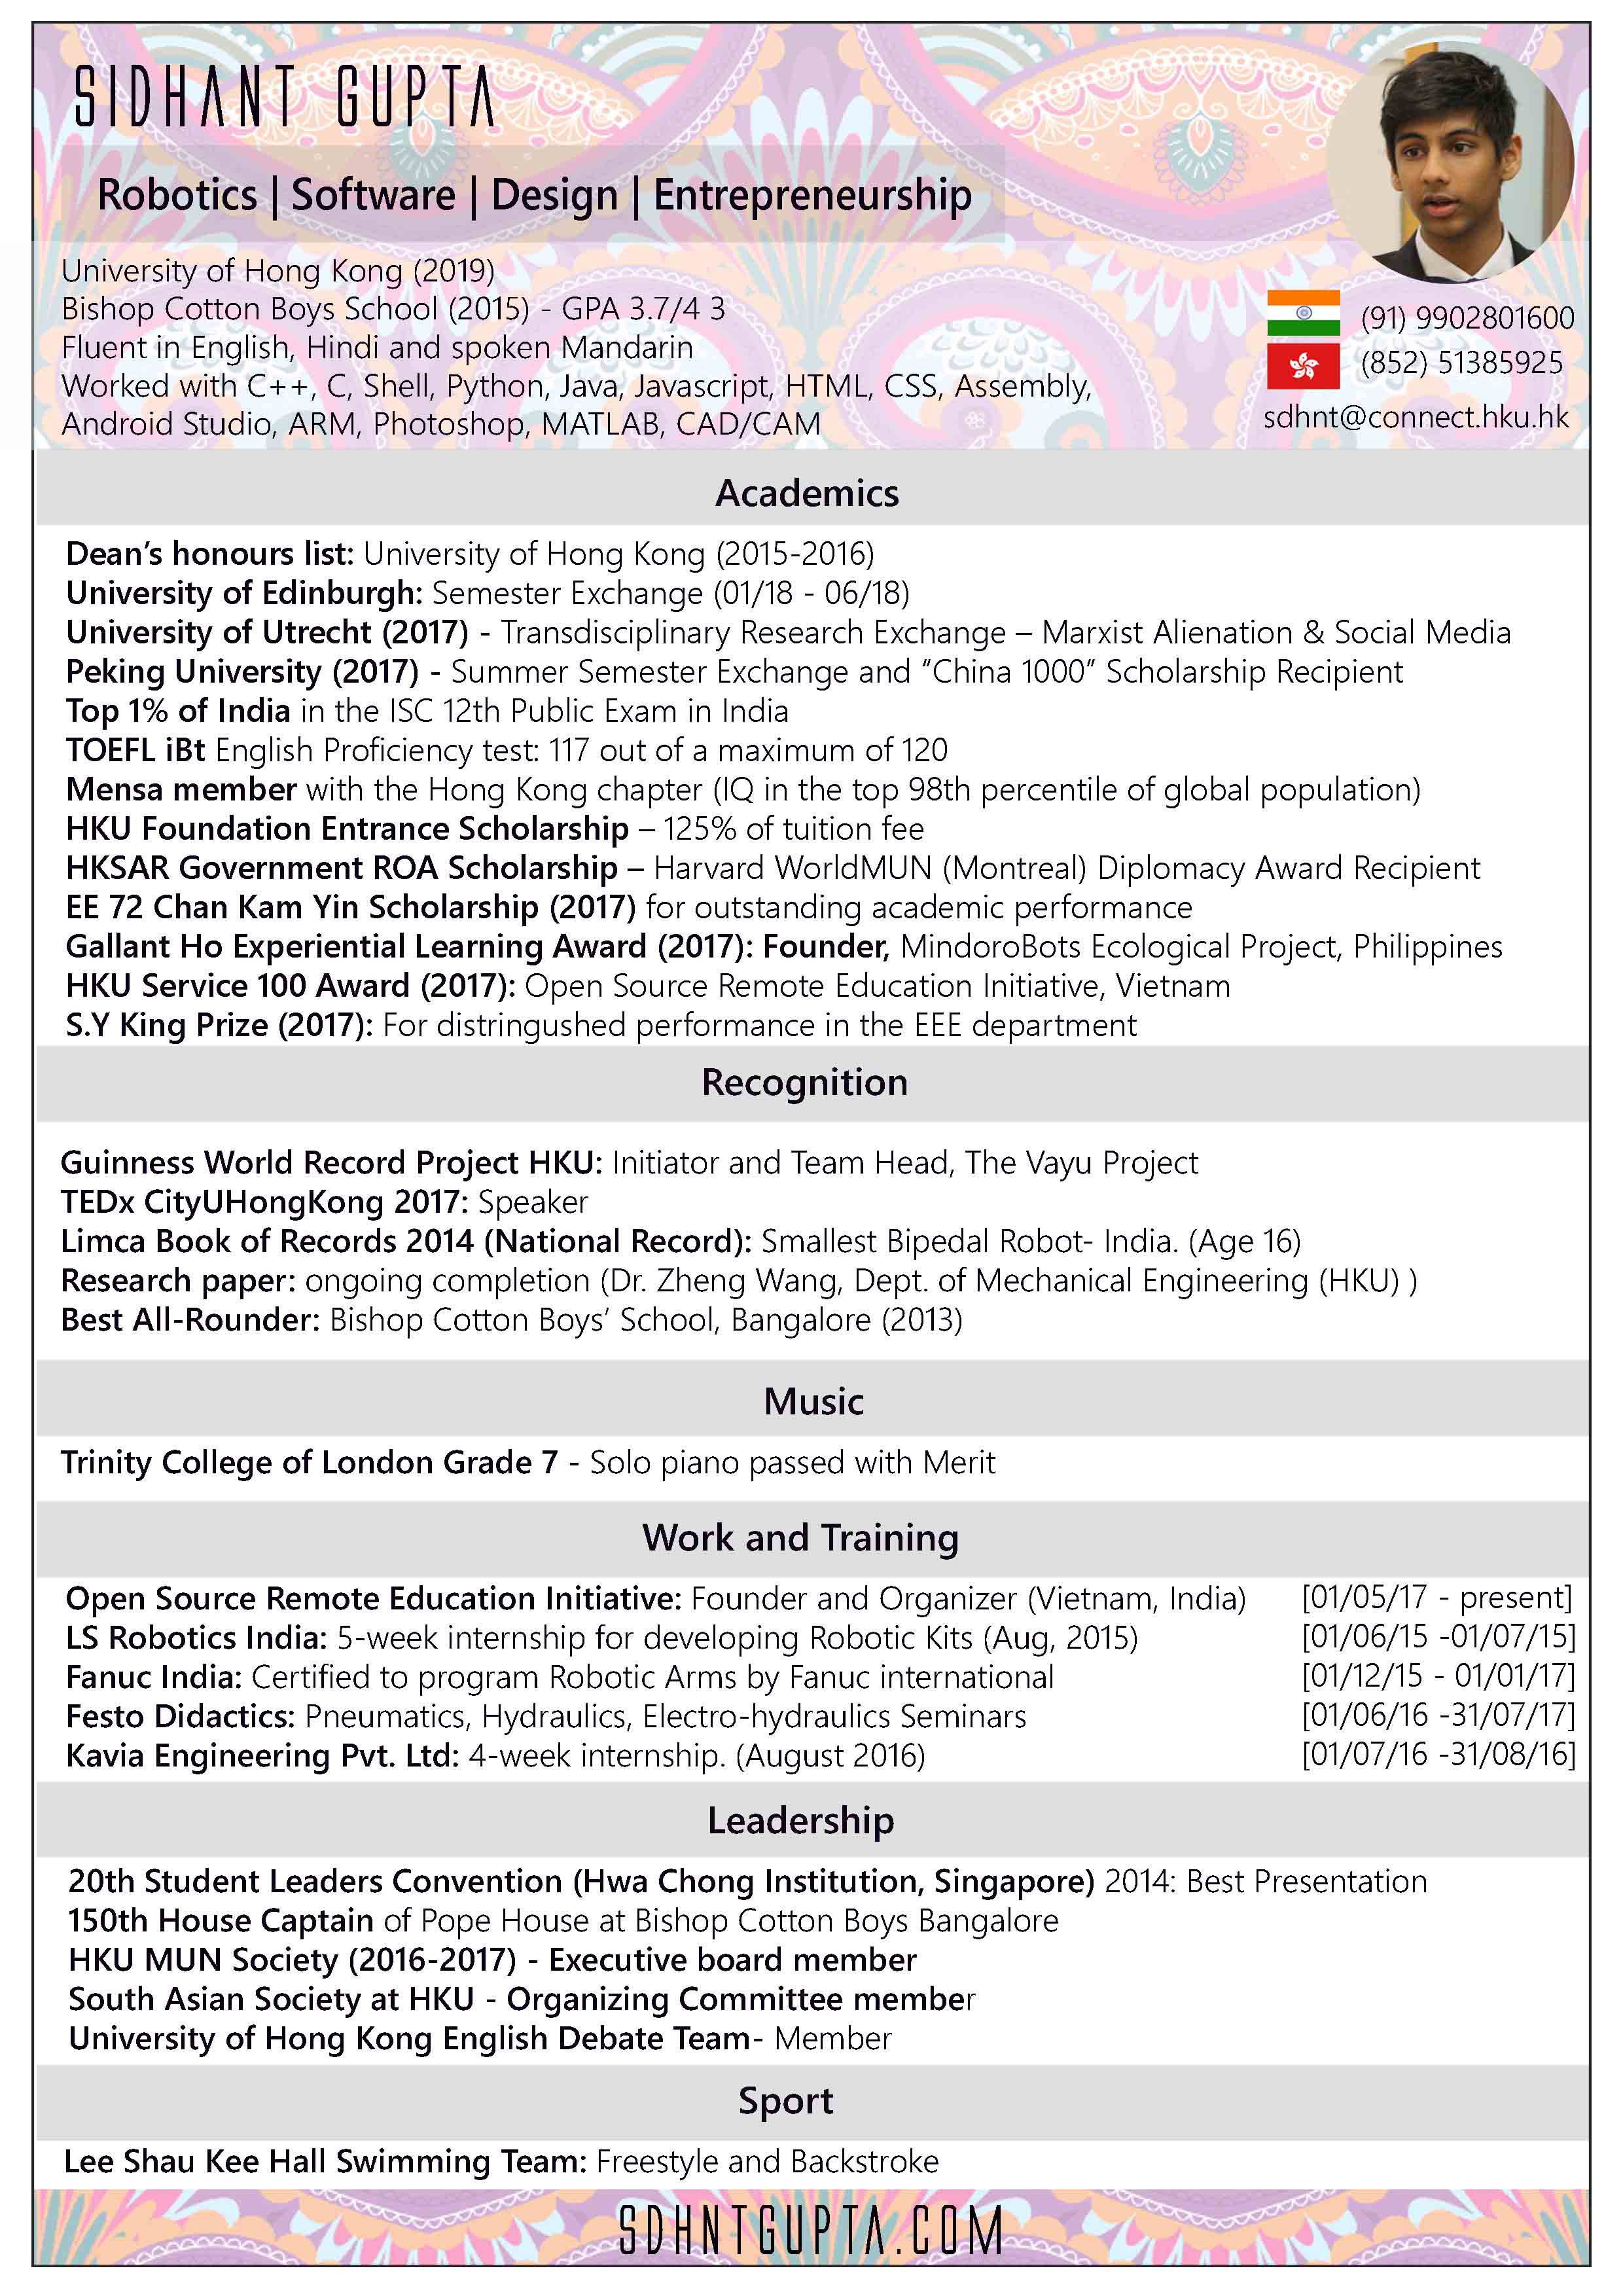 SIDHANT GUPTA
Robotics | Software | Design | Entrepreneurship
University of Hong Kong (2019)
Bishop Cotton Boys School (2015) - GPA 3.7/4 3
Fluent in English, Hindi and spoken Mandarin
Worked with C++, C, Shell, Python, Java, Javascript, HTML, CSS, Assembly,
Android Studio, ARM, Photoshop, MATLAB, CAD/CAM
(91) 9902801600
(852) 51385925
sdhnt@connect.hku.hk
Academics
Dean’s honours list: University of Hong Kong (2015-2016)
University of Edinburgh: Semester Exchange (01/18 - 06/18)
University of Utrecht (2017) - Transdisciplinary Research Exchange – Marxist Alienation & Social Media
Peking University (2017) - Summer Semester Exchange and “China 1000” Scholarship Recipient
Top 1% of India in the ISC 12th Public Exam in India
TOEFL iBt English Proficiency test: 117 out of a maximum of 120
Mensa member with the Hong Kong chapter (IQ in the top 98th percentile of global population)
HKU Foundation Entrance Scholarship – 125% of tuition fee
HKSAR Government ROA Scholarship – Harvard WorldMUN (Montreal) Diplomacy Award Recipient
EE 72 Chan Kam Yin Scholarship (2017) for outstanding academic performance
Gallant Ho Experiential Learning Award (2017): Founder, MindoroBots Ecological Project, Philippines
HKU Service 100 Award (2017): Open Source Remote Education Initiative, Vietnam
S.Y King Prize (2017): For distringushed performance in the EEE department
Recognition
Guinness World Record Project HKU: Initiator and Team Head, The Vayu Project
TEDx CityUHongKong 2017: Speaker
Limca Book of Records 2014 (National Record): Smallest Bipedal Robot- India. (Age 16)
Research paper: ongoing completion (Dr. Zheng Wang, Dept. of Mechanical Engineering (HKU) )
Best All-Rounder: Bishop Cotton Boys’ School, Bangalore (2013)
Music
Trinity College of London Grade 7 - Solo piano passed with Merit
Work and Training
Open Source Remote Education Initiative: Founder and Organizer (Vietnam, India) [01/05/17 - present]
LS Robotics India: 5-week internship for developing Robotic Kits (Aug, 2015) [01/06/15 -01/07/15]
Fanuc India: Certified to program Robotic Arms by Fanuc international [01/12/15 - 01/01/17]
Festo Didactics: Pneumatics, Hydraulics, Electro-hydraulics Seminars [01/06/16 -31/07/17]
Kavia Engineering Pvt. Ltd: 4-week internship. (August 2016) [01/07/16 -31/08/16]
Leadership
20th Student Leaders Convention (Hwa Chong Institution, Singapore) 2014: Best Presentation
150th House Captain of Pope House at Bishop Cotton Boys Bangalore
HKU MUN Society (2016-2017) - Executive board member
South Asian Society at HKU - Organizing Committee member
University of Hong Kong English Debate Team- Member
Sport
Lee Shau Kee Hall Swimming Team: Freestyle and Backstroke
SDHNTGUPTA.COM